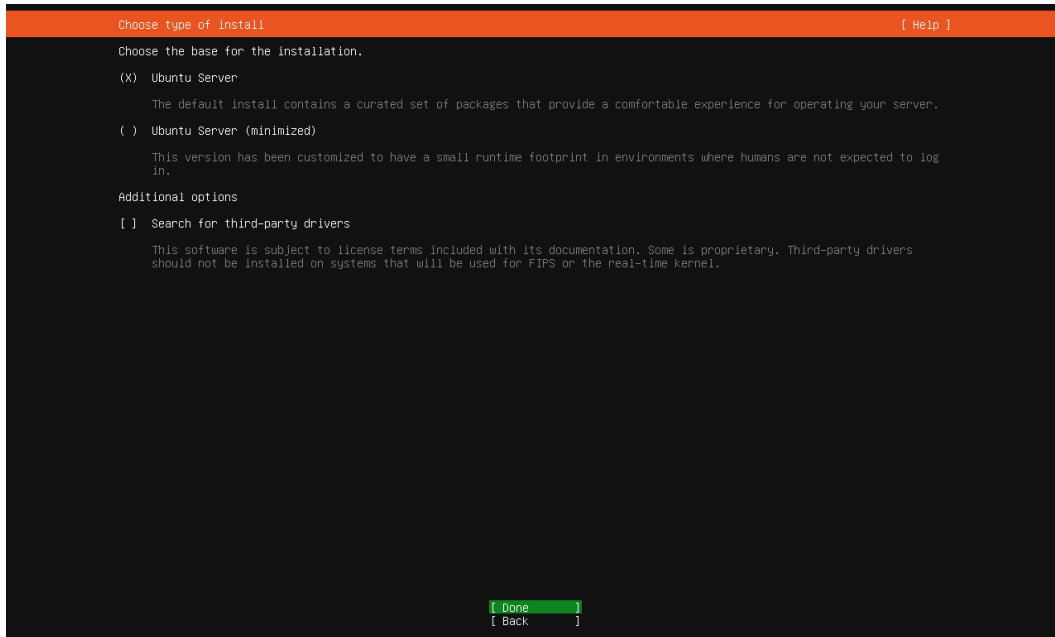 Choose type of install [ Help ]
Choose the base for the installation.
(X) Ubuntu Server
The default install contains a curated set of packages that provide a comfortable experience for operating your server.
( ) Ubuntu Server (minimized)
This version has been customized to have a small runtime footprint in environments where humans are not expected to log
in.
Additional options
[ ] Search for third-party drivers
This software is subject to license terms included with its documentation. Some is proprietary. Third-party drivers
should not be installed on systems that will be used for FIPS or the real-time kernel.
[ Done ]
[ Back ]